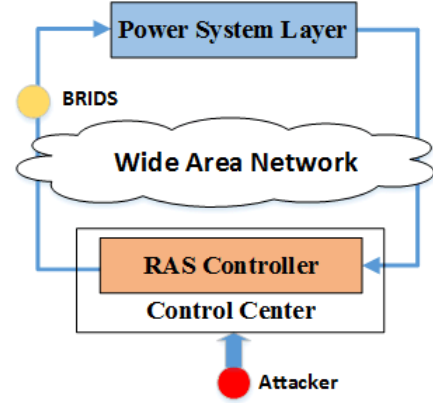 Power System Layer
BRIDS
Wide Area Network
RAS Controller
Control Center
Attacker